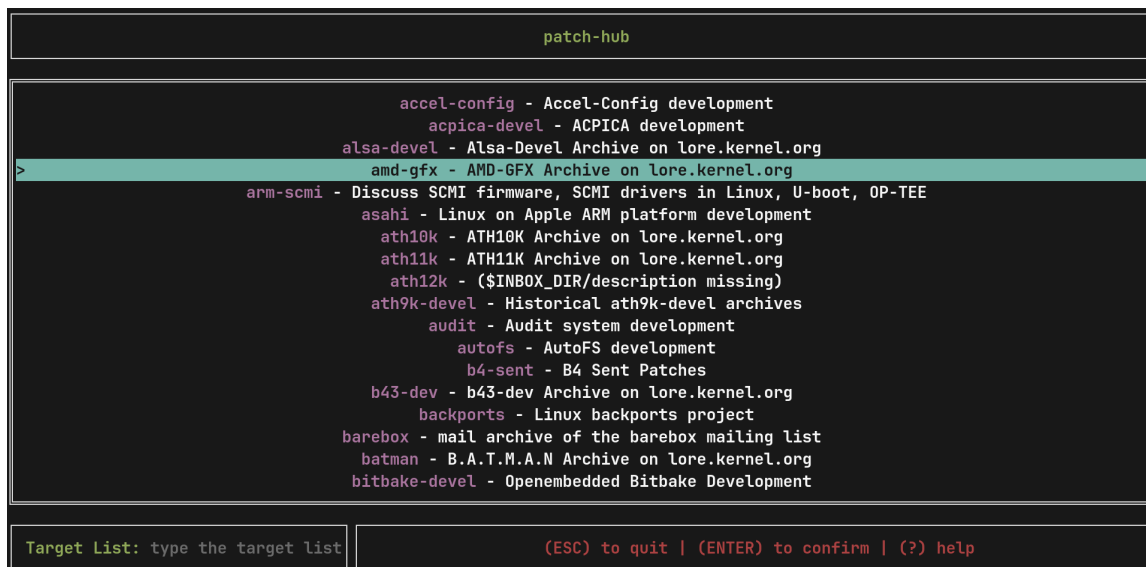 patch-hub
accel-config - Accel-Config development
acpica-devel - ACPICA development
alsa-devel - Alsa-Devel Archive on lore.kernel.org
> amd-gfx - AMD-GFX Archive on lore.kernel.org
arm-scmi - Discuss SCMI firmware, SCMI drivers in Linux, U-boot, OP-TEE
asahi - Linux on Apple ARM platform development
ath10k - ATH10K Archive on lore.kernel.org
ath11k - ATH11K Archive on lore.kernel.org
ath12k - ($INBOX_DIR/description missing)
ath9k-devel - Historical ath9k-devel archives
audit - Audit system development
autofs - AutoFS development
b4-sent - B4 Sent Patches
b43-dev - b43-dev Archive on lore.kernel.org
backports - Linux backports project
barebox - mail archive of the barebox mailing list
batman - B.A.T.M.A.N Archive on lore.kernel.org
bitbake-devel - Openembedded Bitbake Development
Target List: type the target list
(ESC) to quit | (ENTER) to confirm | (?) help